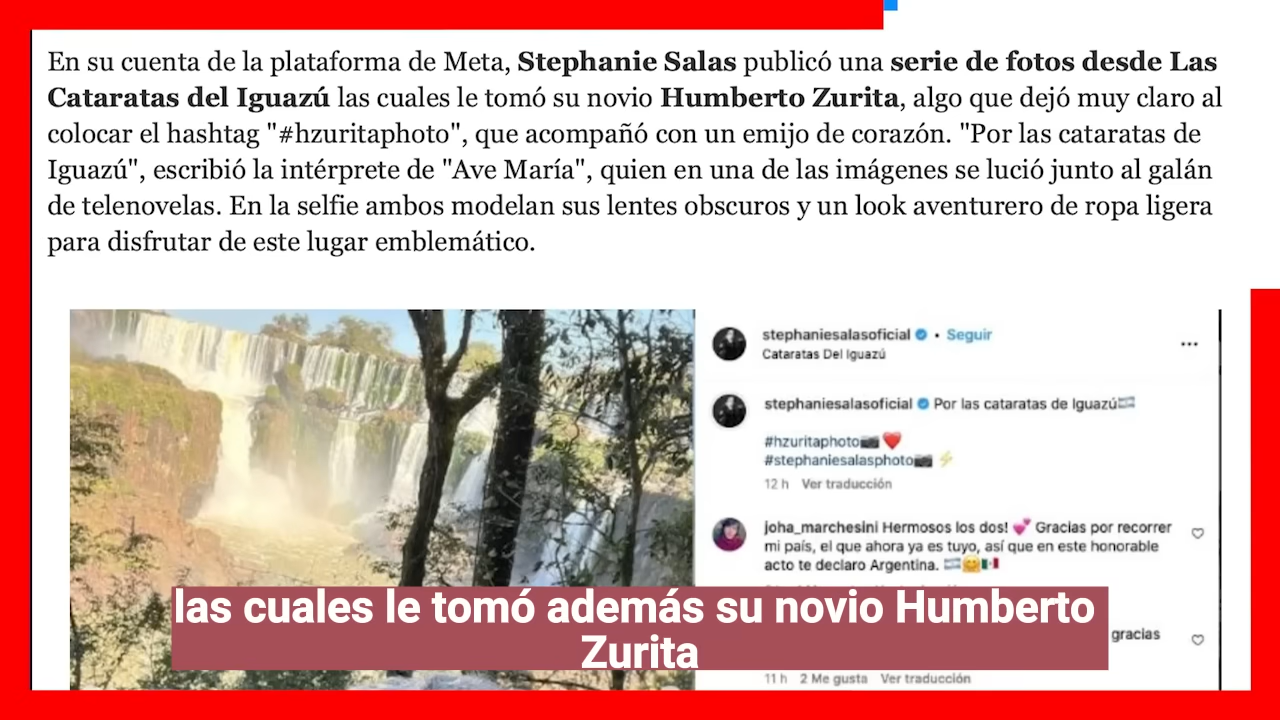 En su cuenta de la plataforma de Meta, Stephanie Salas publicó una serie de fotos desde Las
Cataratas del Iguazú las cuales le tomó su novio Humberto Zurita, algo que dejó muy claro al
colocar el hashtag "#hzuritaphoto", que acompañó con un emijo de corazón. "Por las cataratas de
Iguazú", escribió la intérprete de "Ave María", quien en una de las imágenes se lució junto al galán
de telenovelas. En la selfie ambos modelan sus lentes obscuros y un look aventurero de ropa ligera
para disfrutar de este lugar emblemático.
stephaniesalasoficial • Seguir
Cataratas Del Iguazú
stephaniesalasoficial Por las cataratas de Iguazú🇦🇷
#hzuritaphoto📷❤️
#stephaniesalasphoto📷⚡
12 h Ver traducción
joha_marchesini Hermosos los dos! 💕 Gracias por recorrer
mi país, el que ahora ya es tuyo, así que en este honorable
acto te declaro Argentina. 🇦🇷😊🇲🇽
gracias
las cuales le tomó además su novio Humberto
Zurita
11 h 2 Me gusta Ver traducción